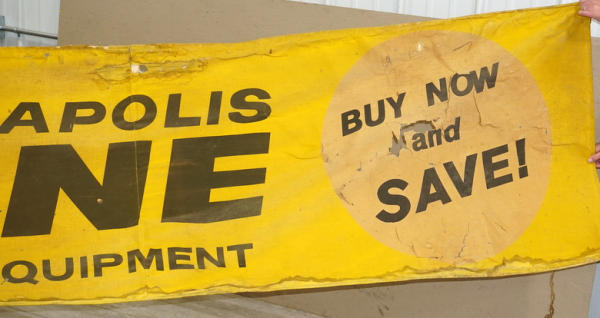 APOLIS
NE
QUIPMENT
BUY NOW
and
SAVE!